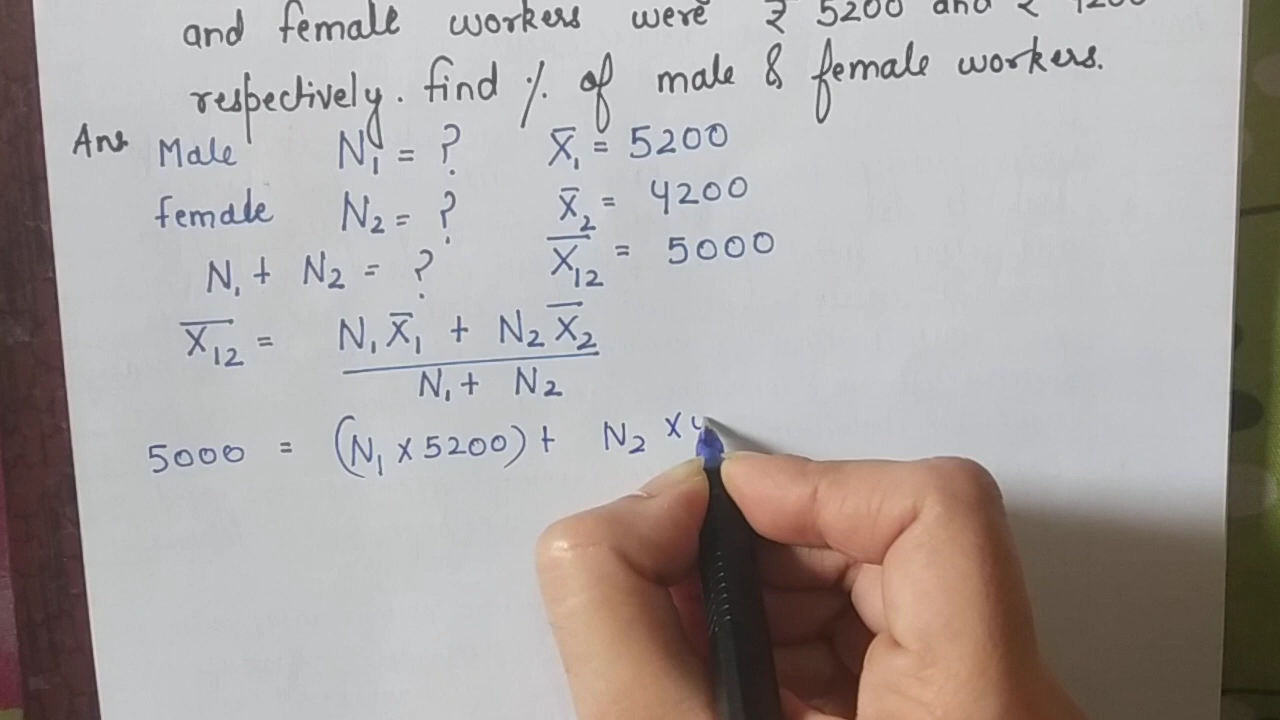 and female workers were ₹ 5200 and ₹ 4200
respectively. find % of male & female workers.
Ans Male N₁ = ? X̅₁ = 5200
female N₂ = ? X̅₂ = 4200
N₁ + N₂ = ? X̅₁₂ = 5000
X̅₁₂ = N₁X̅₁ + N₂X̅₂
N₁ + N₂
5000 = (N₁ × 5200) + N₂ × 4